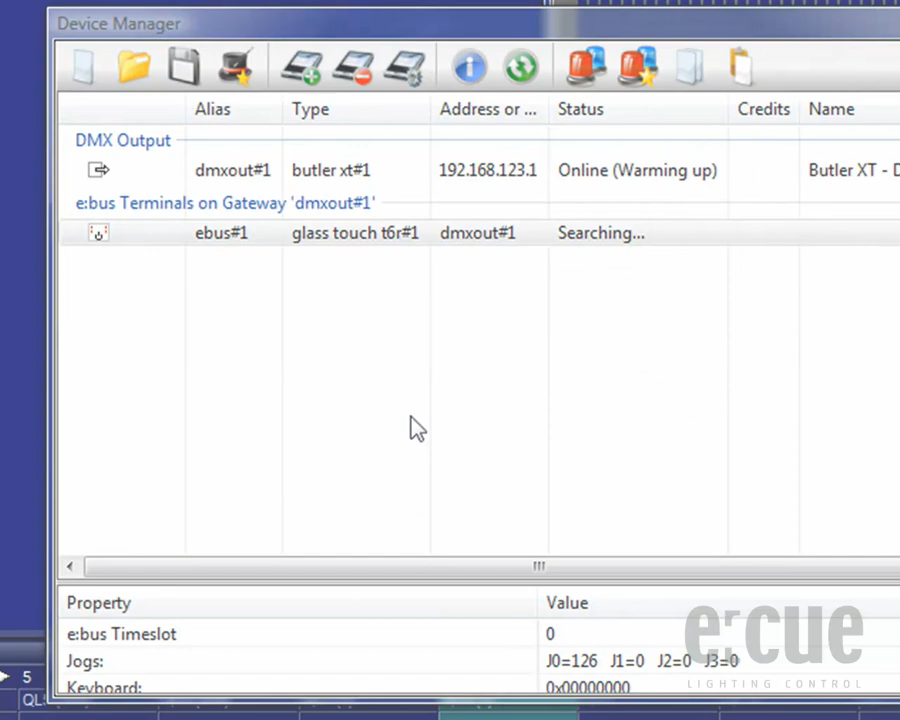 Device Manager
Alias Type Address or ... Status Credits Name
DMX Output
dmxout#1 butler xt#1 192.168.123.1 Online (Warming up) Butler XT - D
e:bus Terminals on Gateway 'dmxout#1'
ebus#1 glass touch t6r#1 dmxout#1 Searching...
Property Value
e:bus Timeslot 0
Jogs: J0=126 J1=0 J2=0 J3=0
Keyboard: 0x00000000
e:cue
LIGHTING CONTROL
5
QL